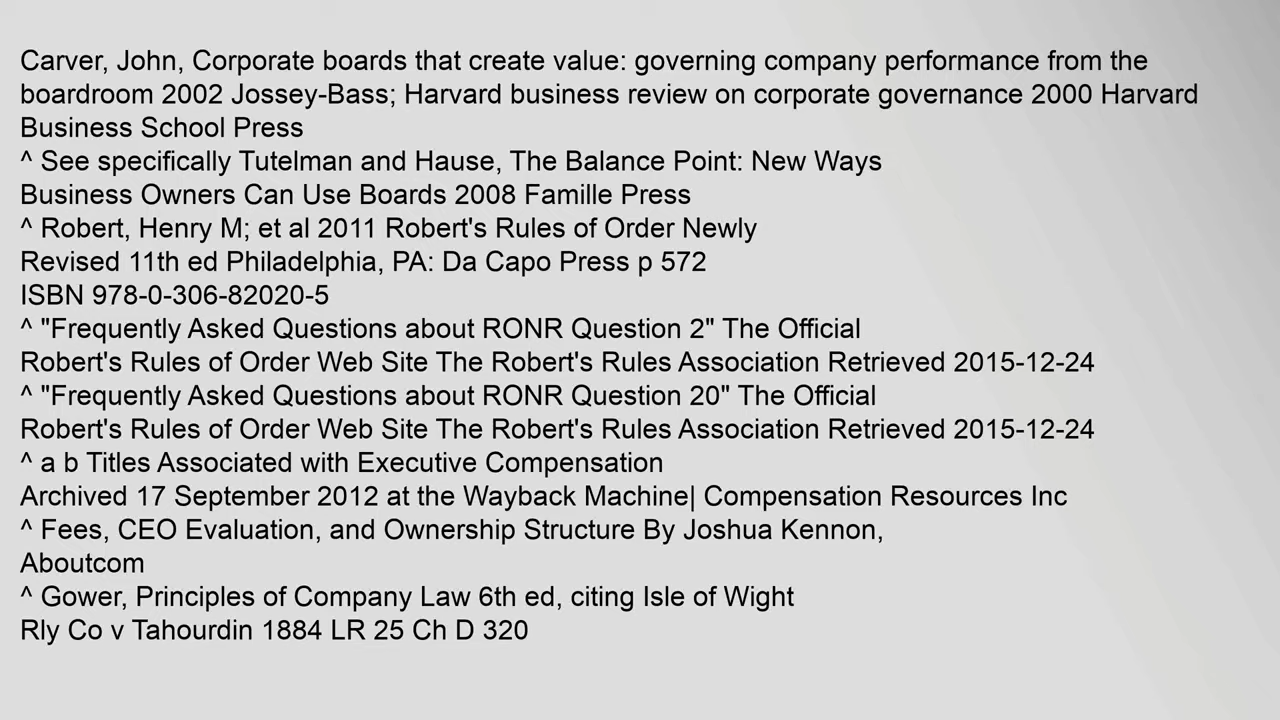 Carver, John, Corporate boards that create value: governing company performance from the
boardroom 2002 Jossey-Bass; Harvard business review on corporate governance 2000 Harvard
Business School Press
^ See specifically Tutelman and Hause, The Balance Point: New Ways
Business Owners Can Use Boards 2008 Famille Press
^ Robert, Henry M; et al 2011 Robert's Rules of Order Newly
Revised 11th ed Philadelphia, PA: Da Capo Press p 572
ISBN 978-0-306-82020-5
^ "Frequently Asked Questions about RONR Question 2" The Official
Robert's Rules of Order Web Site The Robert's Rules Association Retrieved 2015-12-24
^ "Frequently Asked Questions about RONR Question 20" The Official
Robert's Rules of Order Web Site The Robert's Rules Association Retrieved 2015-12-24
^ a b Titles Associated with Executive Compensation
Archived 17 September 2012 at the Wayback Machine| Compensation Resources Inc
^ Fees, CEO Evaluation, and Ownership Structure By Joshua Kennon,
Aboutcom
^ Gower, Principles of Company Law 6th ed, citing Isle of Wight
Rly Co v Tahourdin 1884 LR 25 Ch D 320